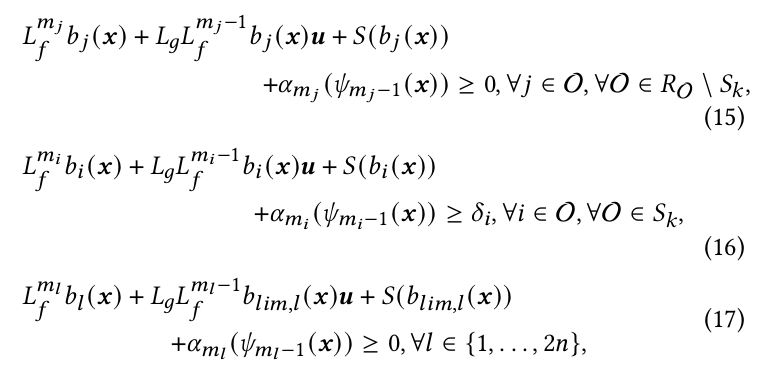 L_f^{m_j} b_j(𝒙) + L_g L_f^{m_j−1} b_j(𝒙)𝒖 + S(b_j(𝒙))
+α_{m_j}(ψ_{m_j−1}(𝒙)) ≥ 0, ∀j ∈ 𝒪, ∀𝒪 ∈ R_𝒪 \ S_k,
(15)
L_f^{m_i} b_i(𝒙) + L_g L_f^{m_i−1} b_i(𝒙)𝒖 + S(b_i(𝒙))
+α_{m_i}(ψ_{m_i−1}(𝒙)) ≥ δ_i, ∀i ∈ 𝒪, ∀𝒪 ∈ S_k,
(16)
L_f^{m_l} b_l(𝒙) + L_g L_f^{m_l−1} b_{lim,l}(𝒙)𝒖 + S(b_{lim,l}(𝒙))
(17)
+α_{m_l}(ψ_{m_l−1}(𝒙)) ≥ 0, ∀l ∈ {1, . . . , 2n},